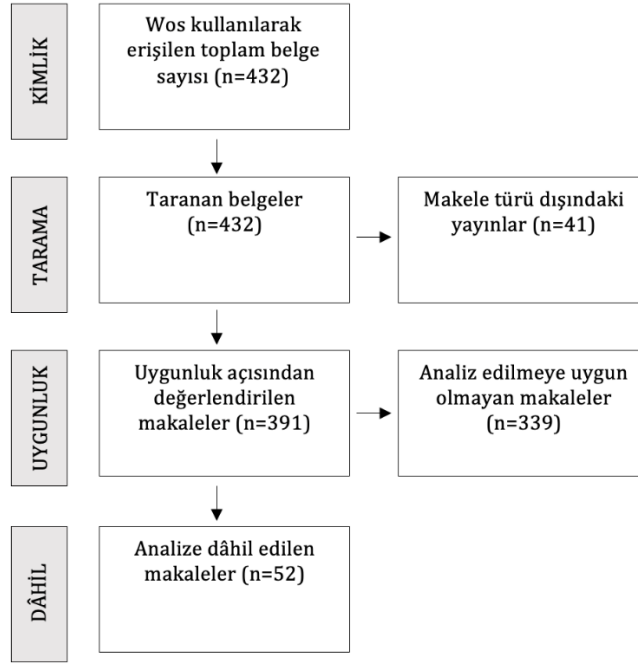 KİMLİK
Wos kullanılarak
erişilen toplam belge
sayısı (n=432)
TARAMA
Taranan belgeler
(n=432)
Makele türü dışındaki
yayınlar (n=41)
UYGUNLUK
Uygunluk açısından
değerlendirilen
makaleler (n=391)
Analiz edilmeye uygun
olmayan makaleler
(n=339)
DÂHİL
Analize dâhil edilen
makaleler (n=52)